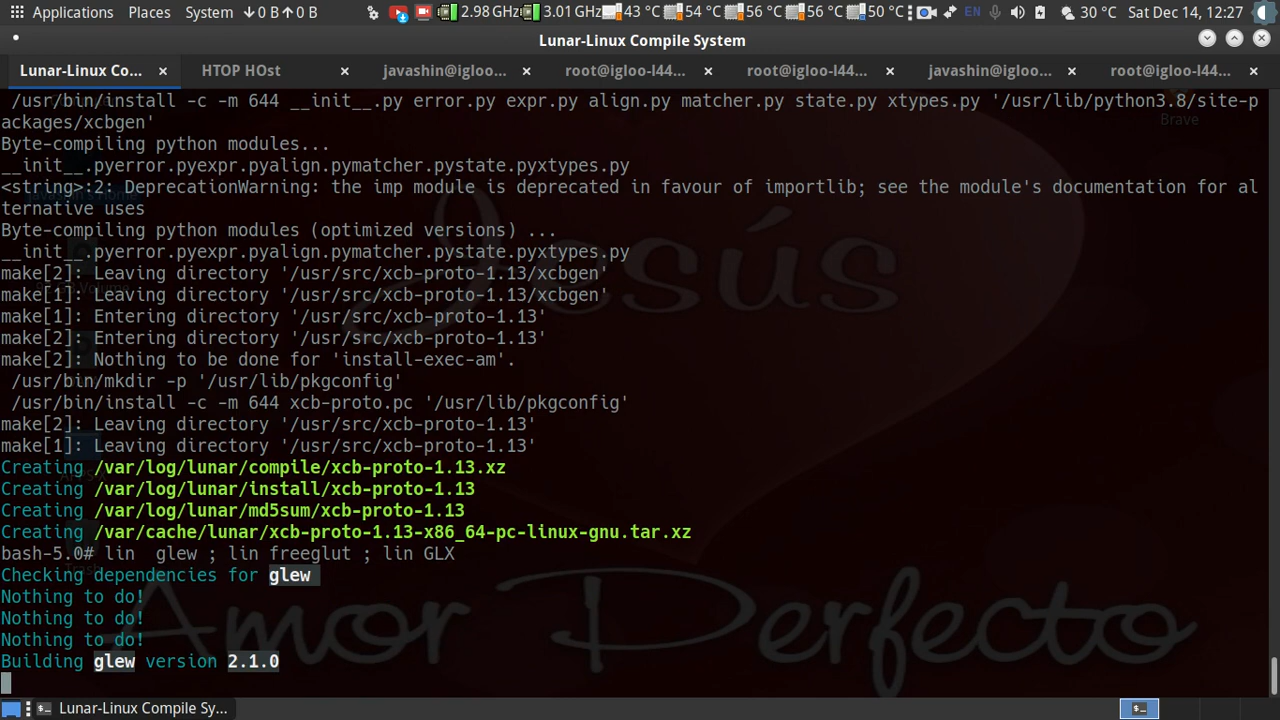 Applications Places System 0 B 0 B 2.98 GHz 3.01 GHz 43 °C 54 °C 56 °C 56 °C 50 °C EN 30 °C Sat Dec 14, 12:27
Lunar-Linux Compile System
Lunar-Linux Co... HTOP HOst javashin@igloo... root@igloo-l44... root@igloo-l44... javashin@igloo... root@igloo-l44...
/usr/bin/install -c -m 644 __init__.py error.py expr.py align.py matcher.py state.py xtypes.py '/usr/lib/python3.8/site-p
ackages/xcbgen'
Brave
Byte-compiling python modules...
__init__.pyerror.pyexpr.pyalign.pymatcher.pystate.pyxtypes.py
<string>:2: DeprecationWarning: the imp module is deprecated in favour of importlib; see the module's documentation for al
ternative uses
Byte-compiling python modules (optimized versions) ...
__init__.pyerror.pyexpr.pyalign.pymatcher.pystate.pyxtypes.py
Jesús
make[2]: Leaving directory '/usr/src/xcb-proto-1.13/xcbgen'
make[1]: Leaving directory '/usr/src/xcb-proto-1.13/xcbgen'
make[1]: Entering directory '/usr/src/xcb-proto-1.13'
make[2]: Entering directory '/usr/src/xcb-proto-1.13'
make[2]: Nothing to be done for 'install-exec-am'.
/usr/bin/mkdir -p '/usr/lib/pkgconfig'
/usr/bin/install -c -m 644 xcb-proto.pc '/usr/lib/pkgconfig'
make[2]: Leaving directory '/usr/src/xcb-proto-1.13'
make[1]: Leaving directory '/usr/src/xcb-proto-1.13'
Creating /var/log/lunar/compile/xcb-proto-1.13.xz
Creating /var/log/lunar/install/xcb-proto-1.13
Creating /var/log/lunar/md5sum/xcb-proto-1.13
Creating /var/cache/lunar/xcb-proto-1.13-x86_64-pc-linux-gnu.tar.xz
bash-5.0# lin  glew ; lin freeglut ; lin GLX
Checking dependencies for glew
Nothing to do!
Nothing to do!
Nothing to do!
Amor Perfecto
Building glew version 2.1.0
Lunar-Linux Compile Sy...